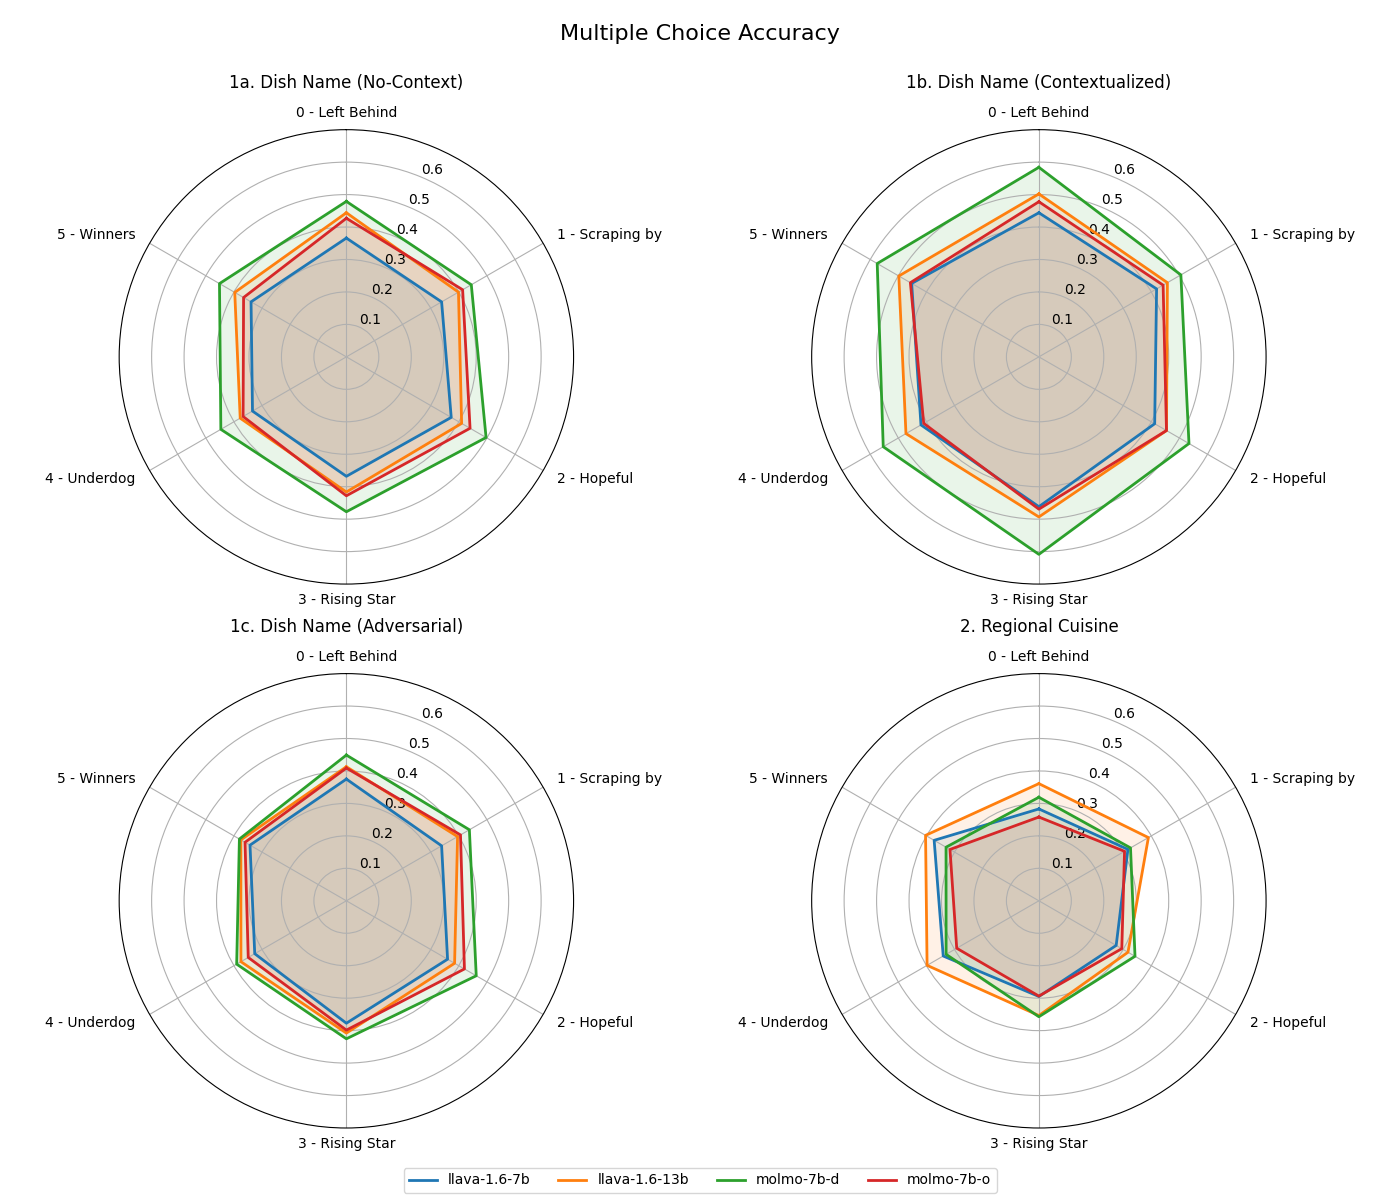 Multiple Choice Accuracy
1a. Dish Name (No-Context)
0 - Left Behind
1 - Scraping by
2 - Hopeful
3 - Rising Star
4 - Underdog
5 - Winners
0.1
0.2
0.3
0.4
0.5
0.6
1b. Dish Name (Contextualized)
0 - Left Behind
1 - Scraping by
2 - Hopeful
3 - Rising Star
4 - Underdog
5 - Winners
0.1
0.2
0.3
0.4
0.5
0.6
1c. Dish Name (Adversarial)
0 - Left Behind
1 - Scraping by
2 - Hopeful
3 - Rising Star
4 - Underdog
5 - Winners
0.1
0.2
0.3
0.4
0.5
0.6
2. Regional Cuisine
0 - Left Behind
1 - Scraping by
2 - Hopeful
3 - Rising Star
4 - Underdog
5 - Winners
0.1
0.2
0.3
0.4
0.5
0.6
llava-1.6-7b
llava-1.6-13b
molmo-7b-d
molmo-7b-o